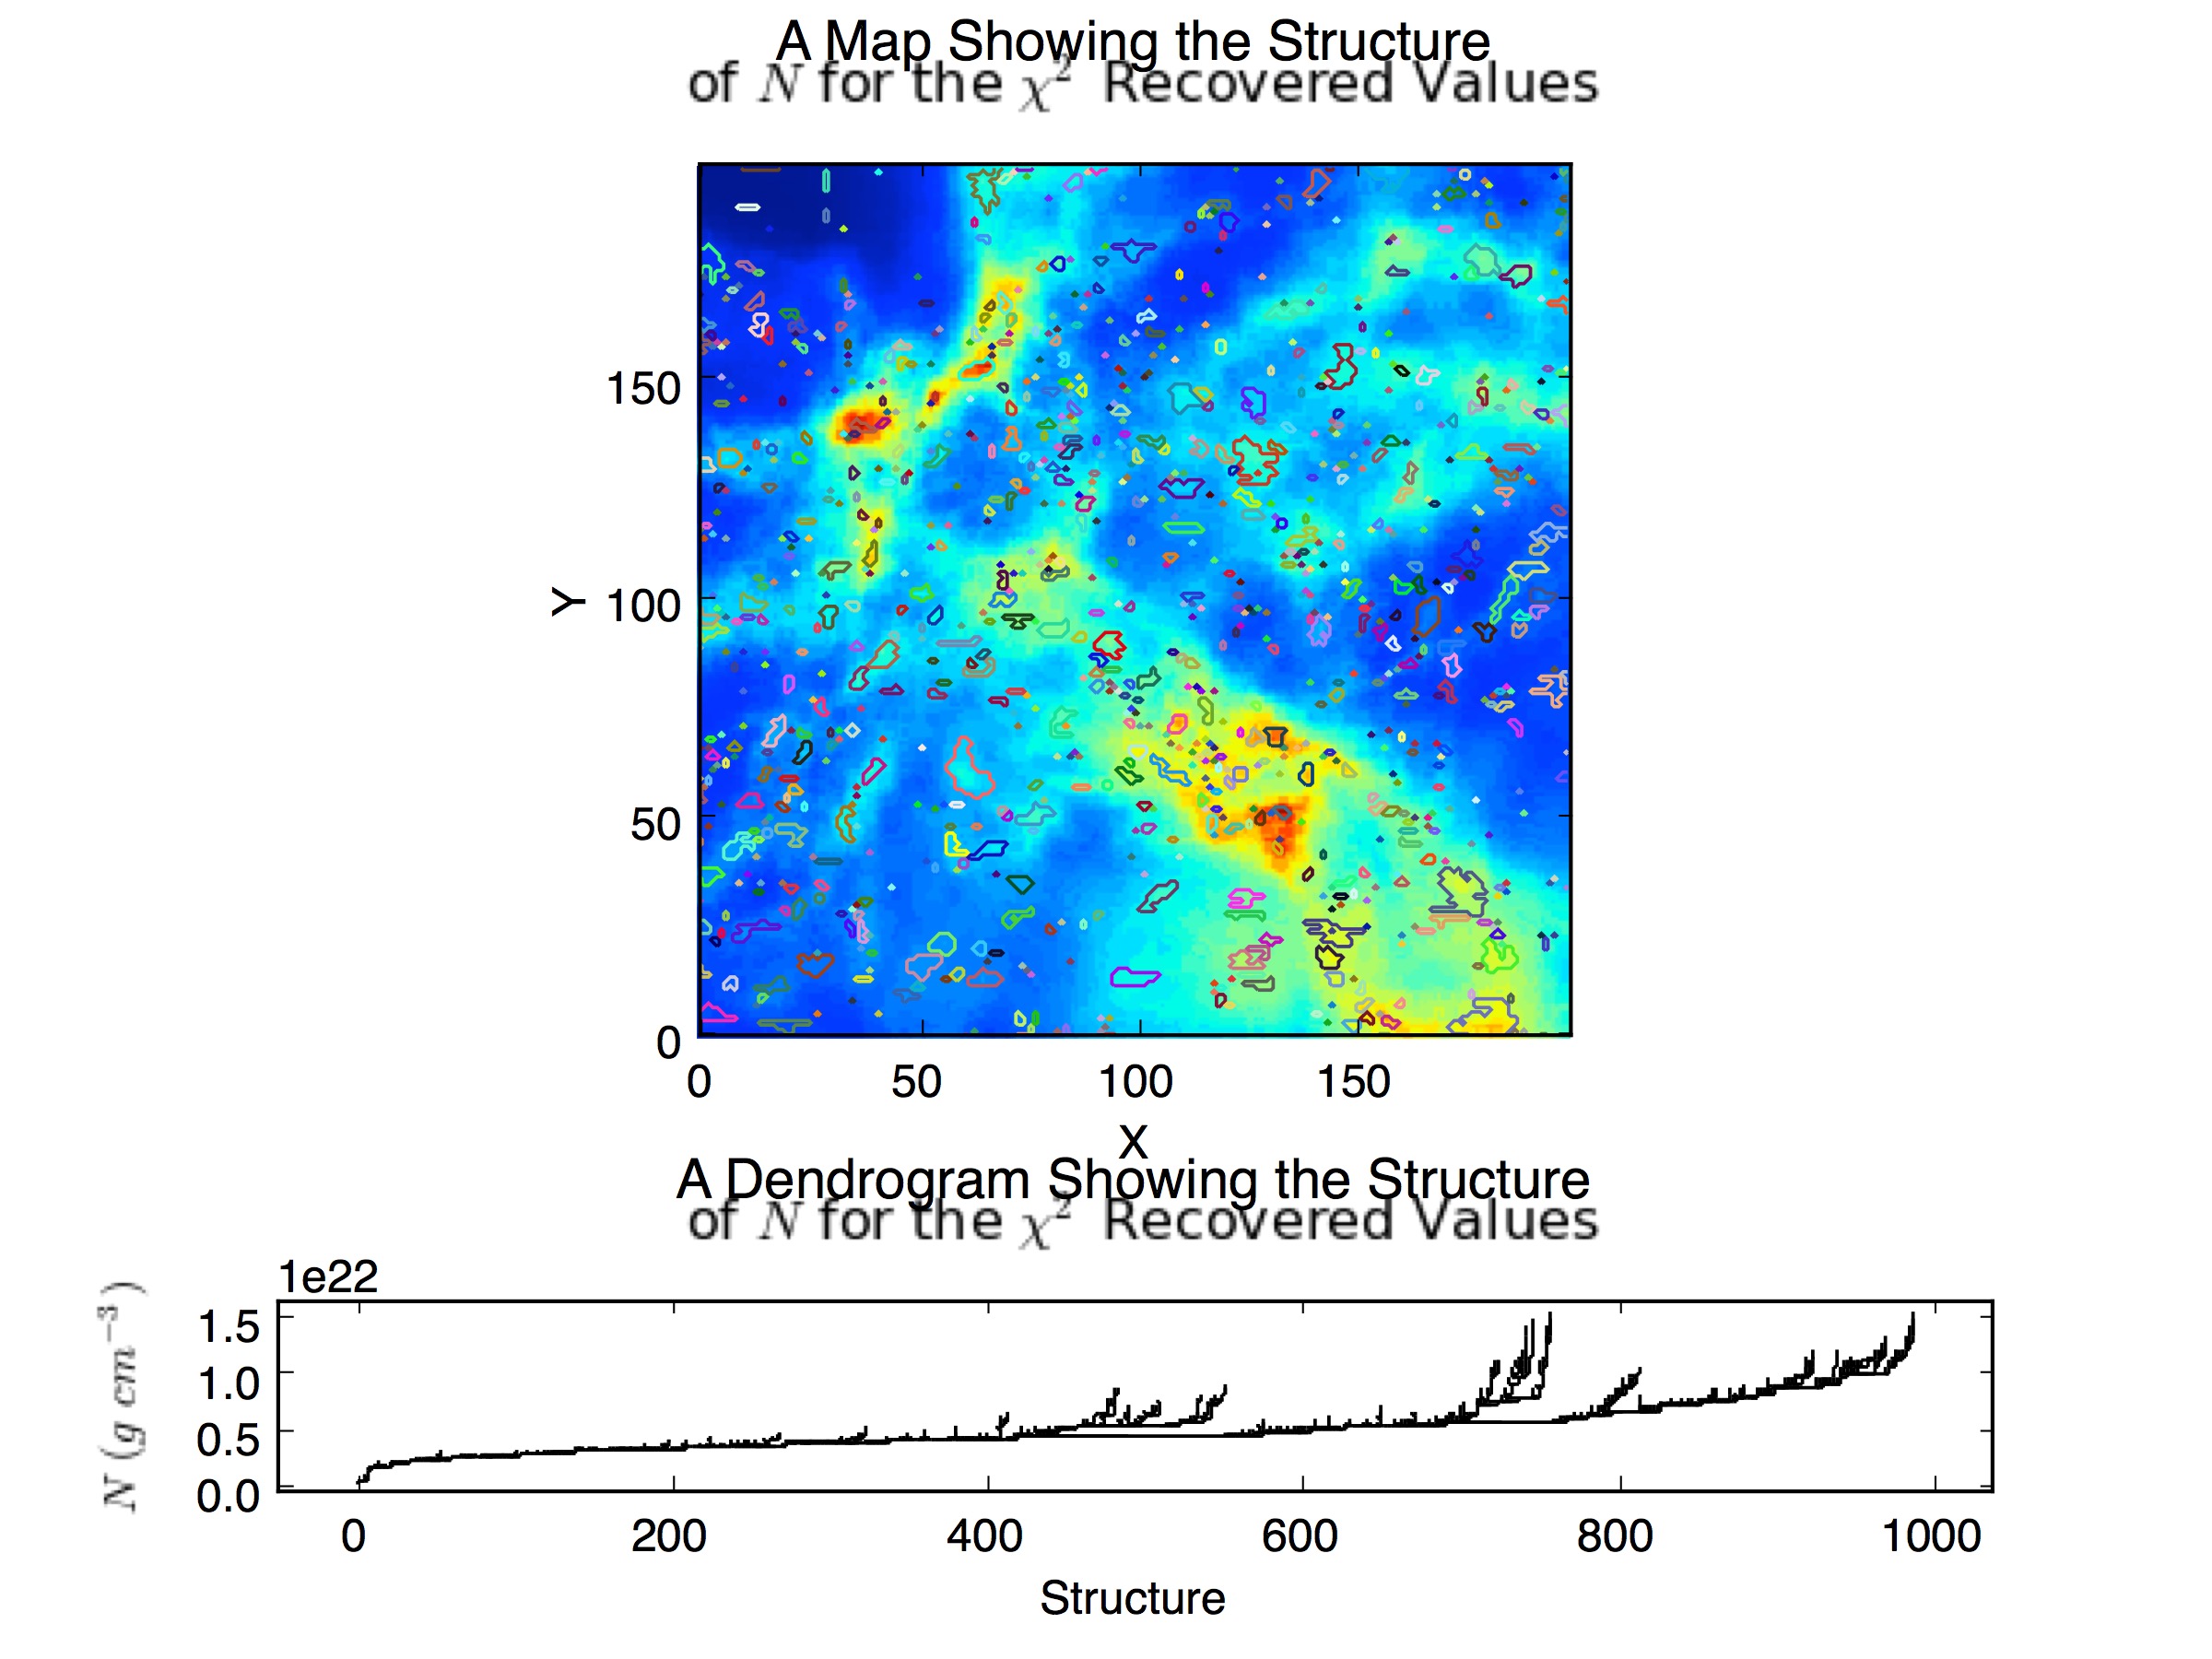 A Map Showing the Structure
of N for the χ² Recovered Values
150
Y 100
50
0
0 50 100 150
X
A Dendrogram Showing the Structure
of N for the χ² Recovered Values
1e22
N (g cm⁻³)
1.5
1.0
0.5
0.0
0 200 400 600 800 1000
Structure